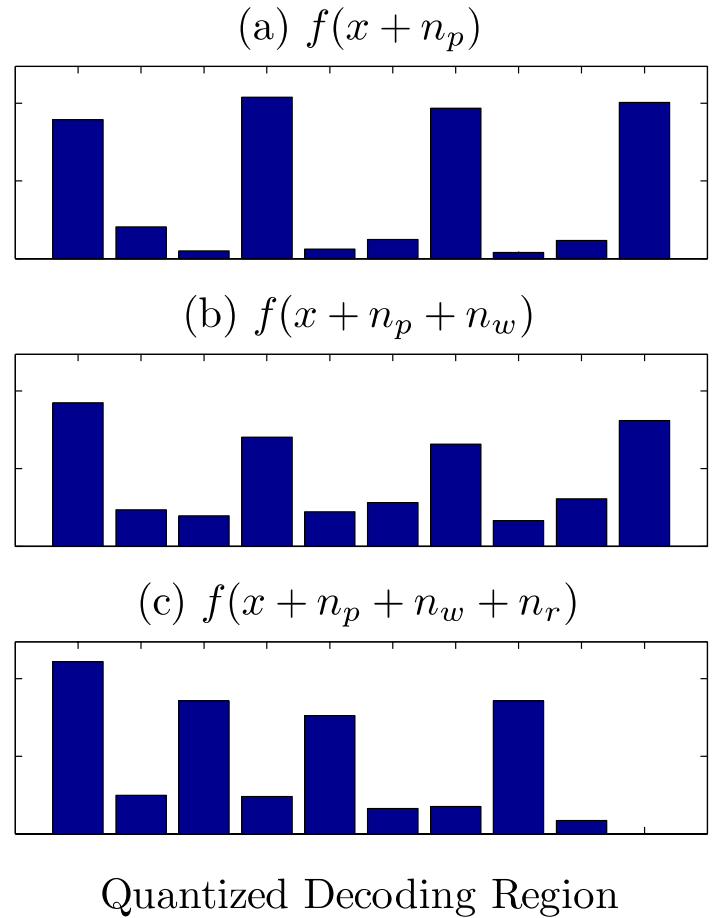 (a) f(x + n_p)
(b) f(x + n_p + n_w)
(c) f(x + n_p + n_w + n_r)
Quantized Decoding Region